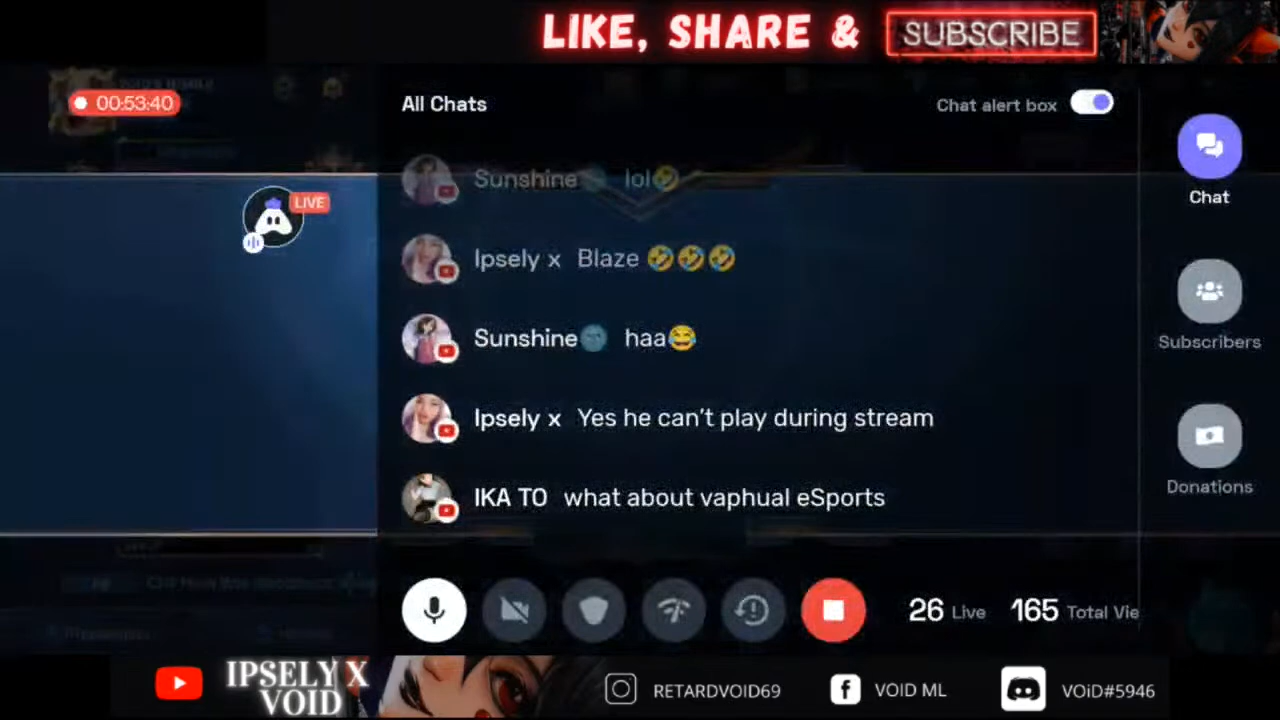 LIKE, SHARE & SUBSCRIBE
00:53:40
All Chats
Chat alert box
Sunshine lol🤣
LIVE
Chat
Ipsely x Blaze 🤣🤣🤣
Sunshine🌚 haa😂
Subscribers
Ipsely x Yes he can't play during stream
IKA TO what about vaphual eSports
Donations
26 Live 165 Total Vie
IPSELY X
VOID
RETARDVOID69
VOID ML
VOiD#5946